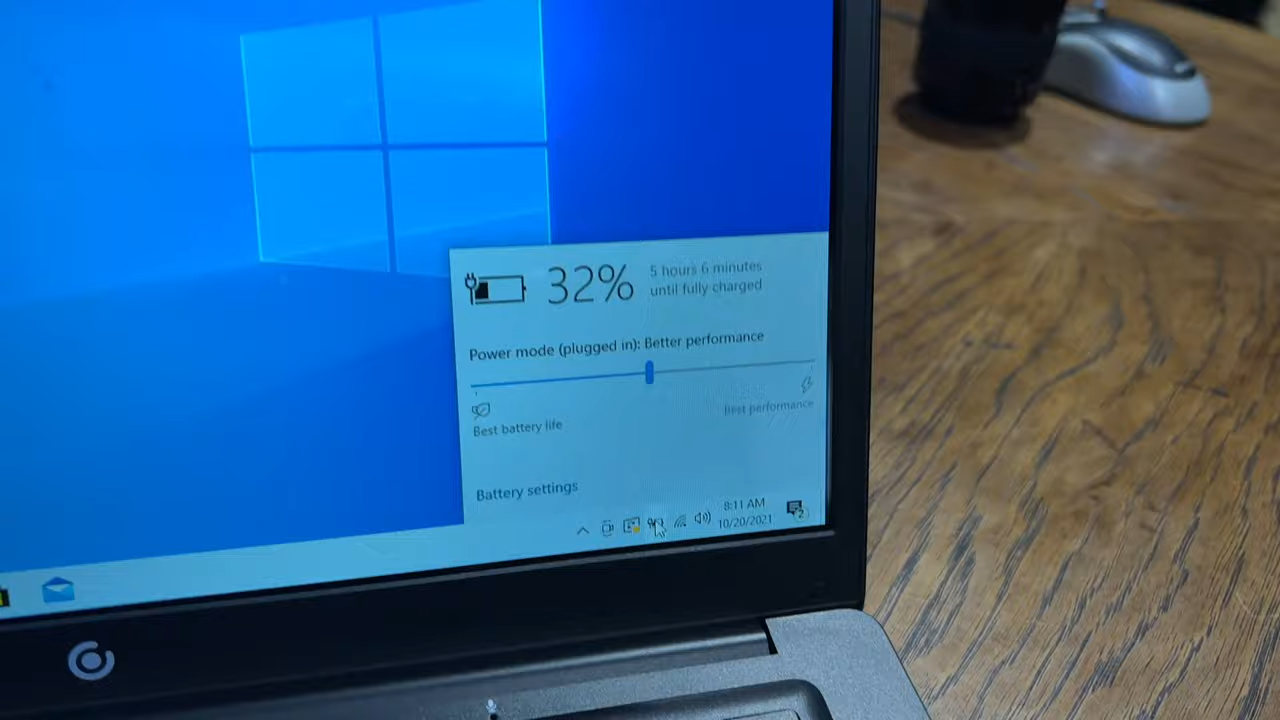 32%
5 hours 6 minutes
until fully charged
Power mode (plugged in): Better performance
Best battery life
Best performance
Battery settings
8:11 AM
10/20/2021
2